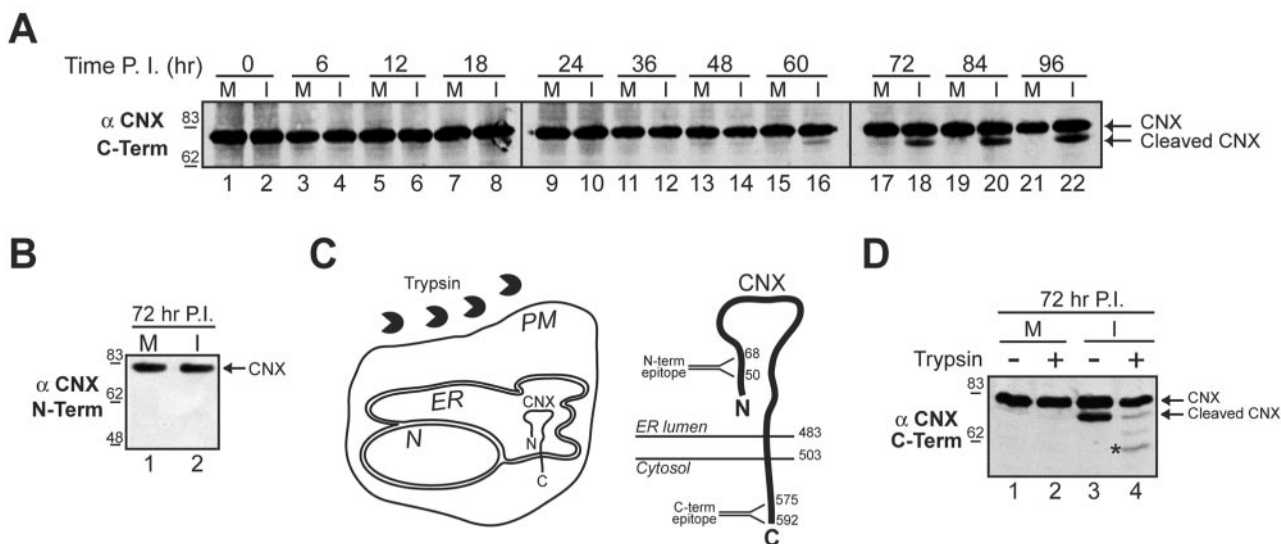 A
Time P. I. (hr) 0 6 12 18 24 36 48 60 72 84 96
M I M I M I M I M I M I M I M I M I M I M I
α CNX
C-Term
83
62
CNX
Cleaved CNX
1 2 3 4 5 6 7 8 9 10 11 12 13 14 15 16 17 18 19 20 21 22
B
72 hr P.I.
M I
α CNX
N-Term
83
62
48
CNX
1 2
C
Trypsin
PM
ER
CNX
N
N
C
CNX
N-term
epitope
68
50
N
ER lumen
483
503
Cytosol
C-term
epitope
575
592
C
D
72 hr P.I.
M I
Trypsin - + - +
α CNX
C-Term
83
62
CNX
Cleaved CNX
*
1 2 3 4